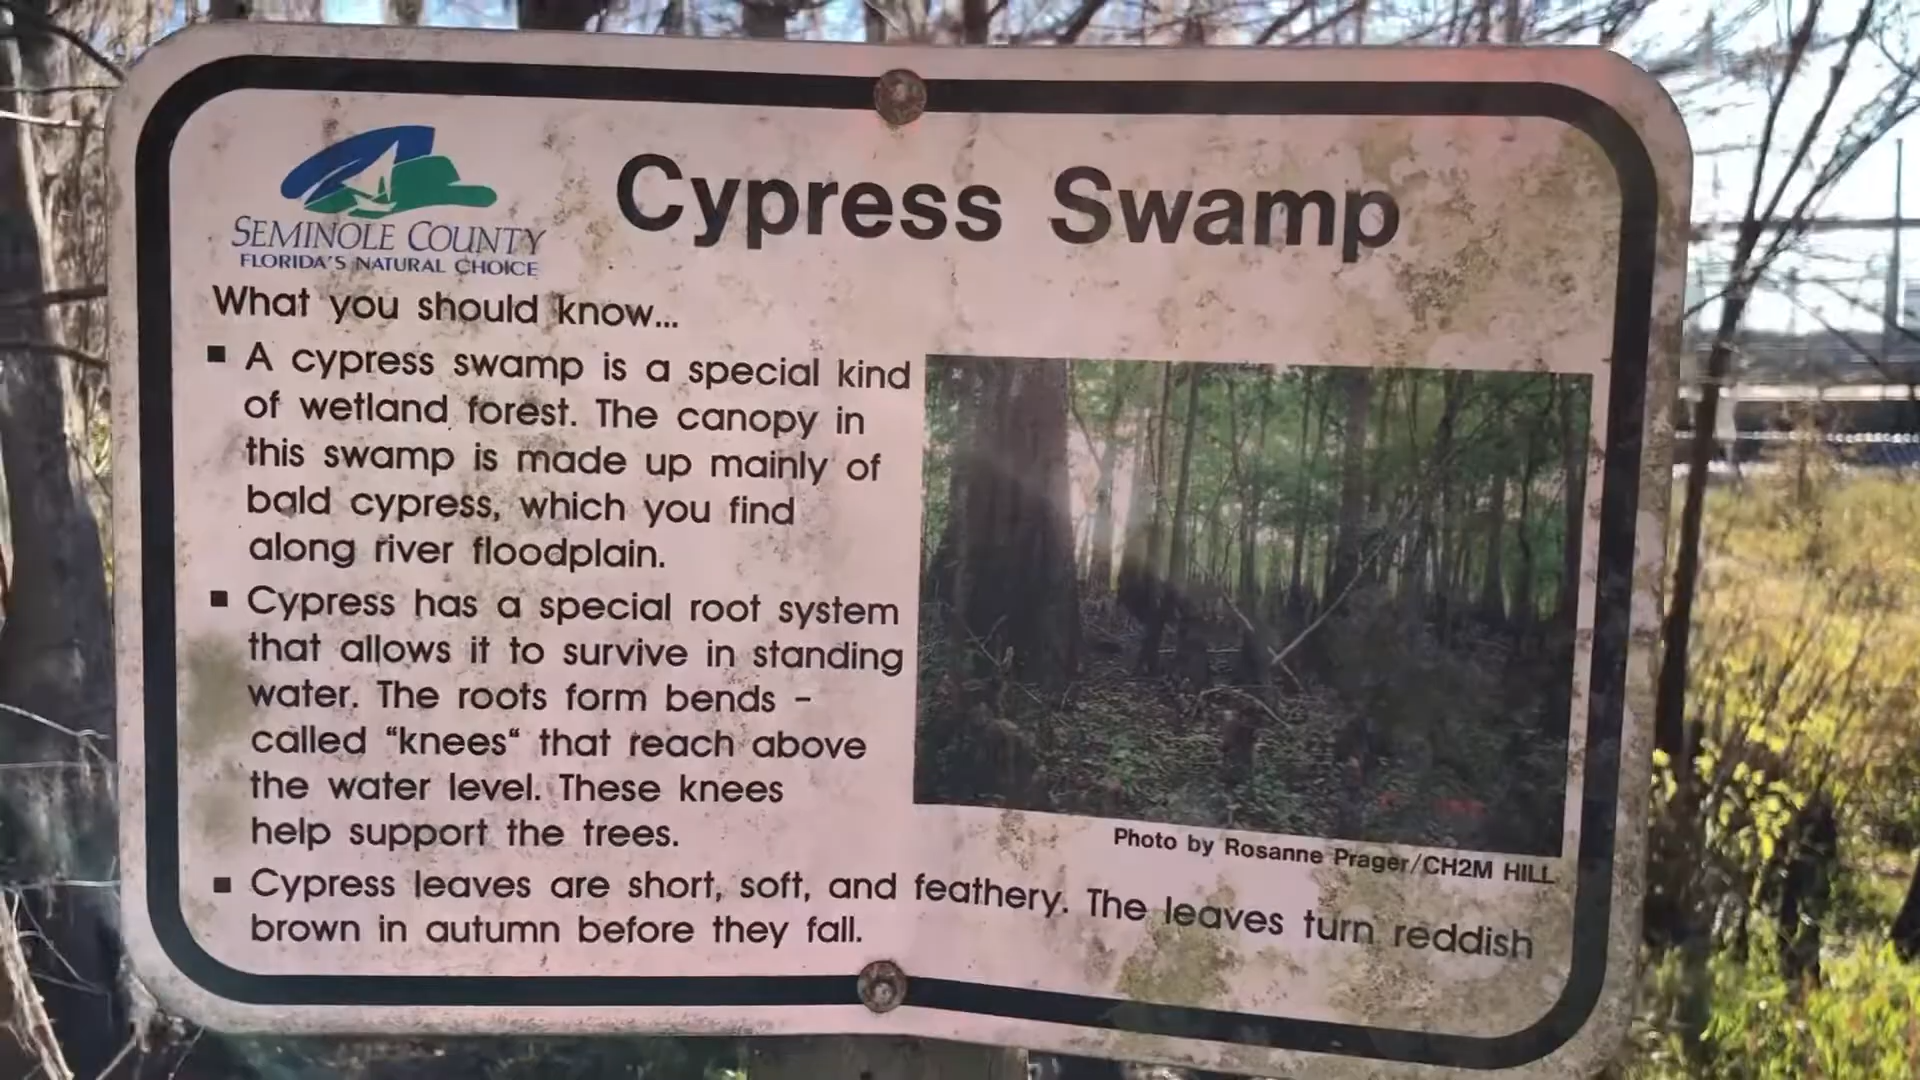 SEMINOLE COUNTY
FLORIDA'S NATURAL CHOICE
Cypress Swamp
What you should know...
▪ A cypress swamp is a special kind
of wetland forest. The canopy in
this swamp is made up mainly of
bald cypress, which you find
along river floodplain.
▪ Cypress has a special root system
that allows it to survive in standing
water. The roots form bends -
called “knees“ that reach above
the water level. These knees
help support the trees.
Photo by Rosanne Prager/CH2M HILL
▪ Cypress leaves are short, soft, and feathery. The leaves turn reddish
brown in autumn before they fall.